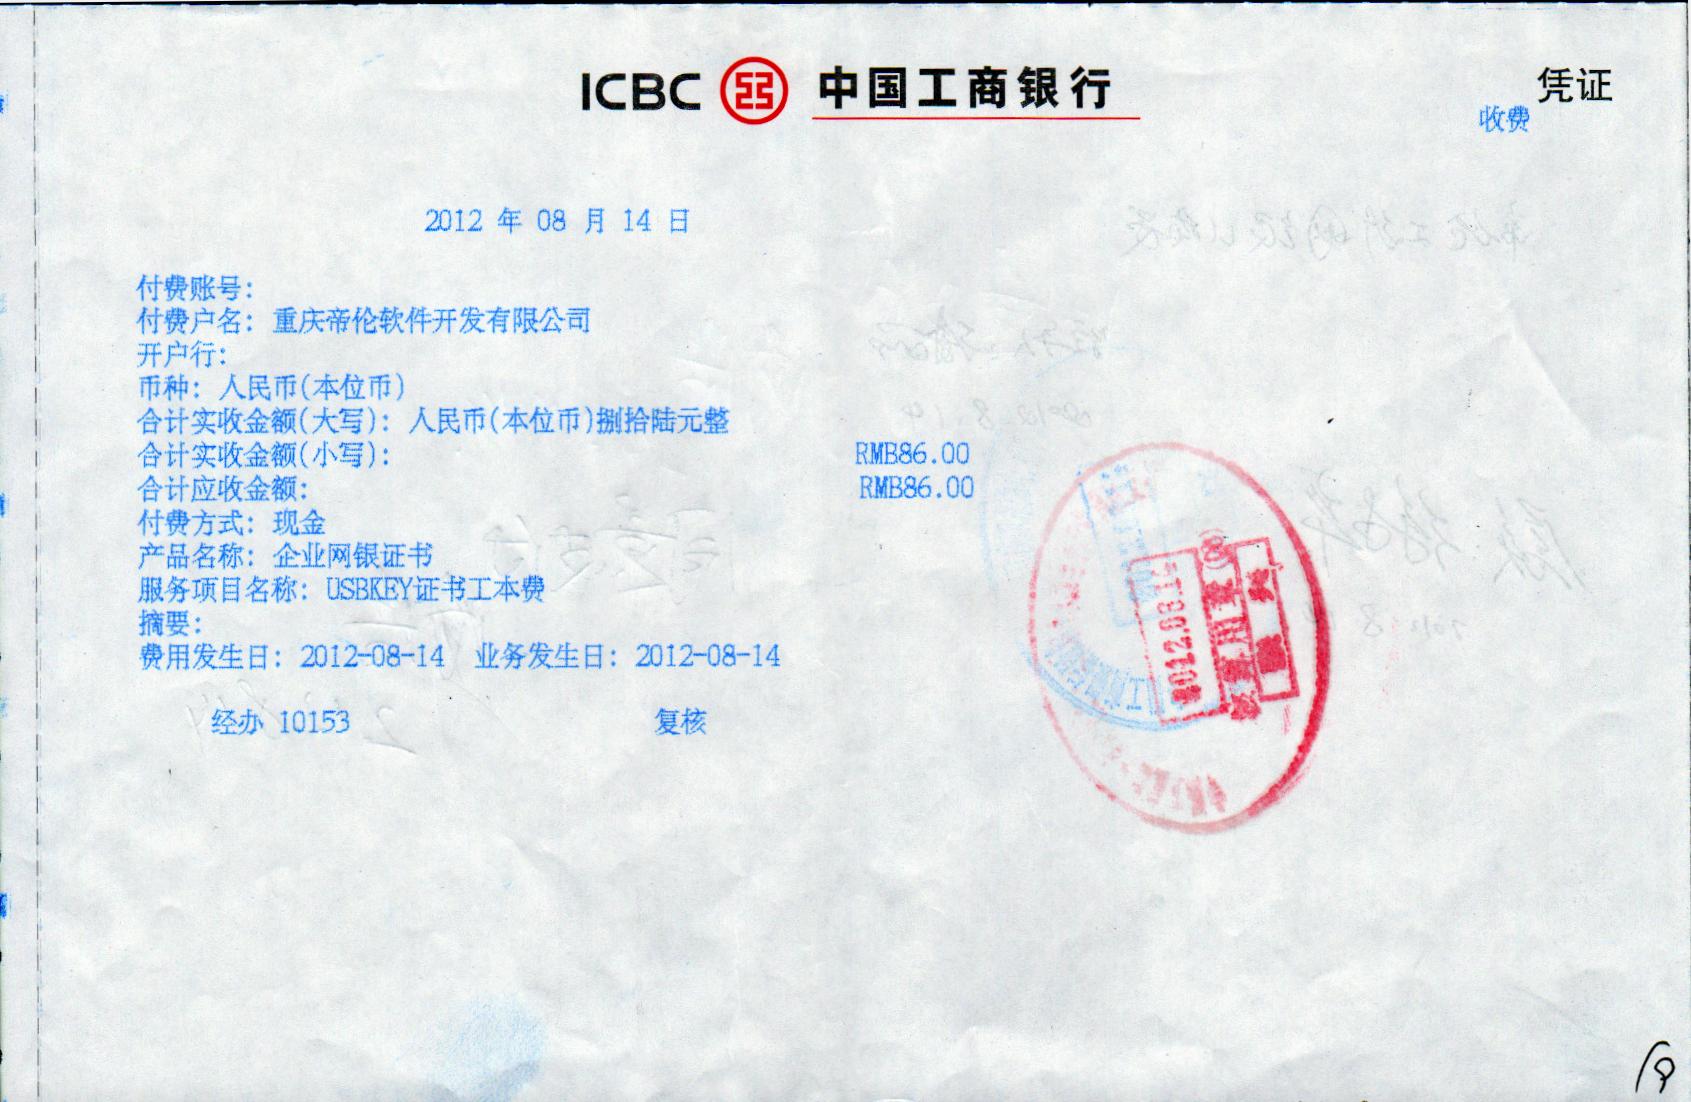 ICBC 中国工商银行 凭证
收费
2012 年 08 月 14 日
付费账号:
付费户名: 重庆帝伦软件开发有限公司
开户行:
币种: 人民币(本位币)
合计实收金额(大写): 人民币(本位币)捌拾陆元整
合计实收金额(小写): RMB86.00
合计应收金额: RMB86.00
付费方式: 现金
产品名称: 企业网银证书
服务项目名称: USBKEY证书工本费
摘要:
费用发生日: 2012-08-14 业务发生日: 2012-08-14
经办 10153 复核